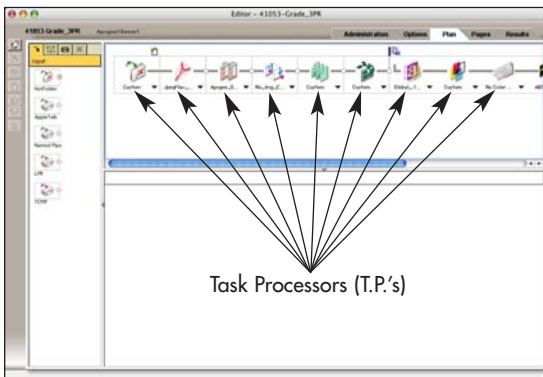 Editor – 41053–Grade_3PR
41053 Grade_3PR
Administration Options Plan Pages Results
Input
HotFolder
AppleTalk
Named Pipe
LPR
TCPIP
Custom Custom Custom Custom
Task Processors (T.P.'s)